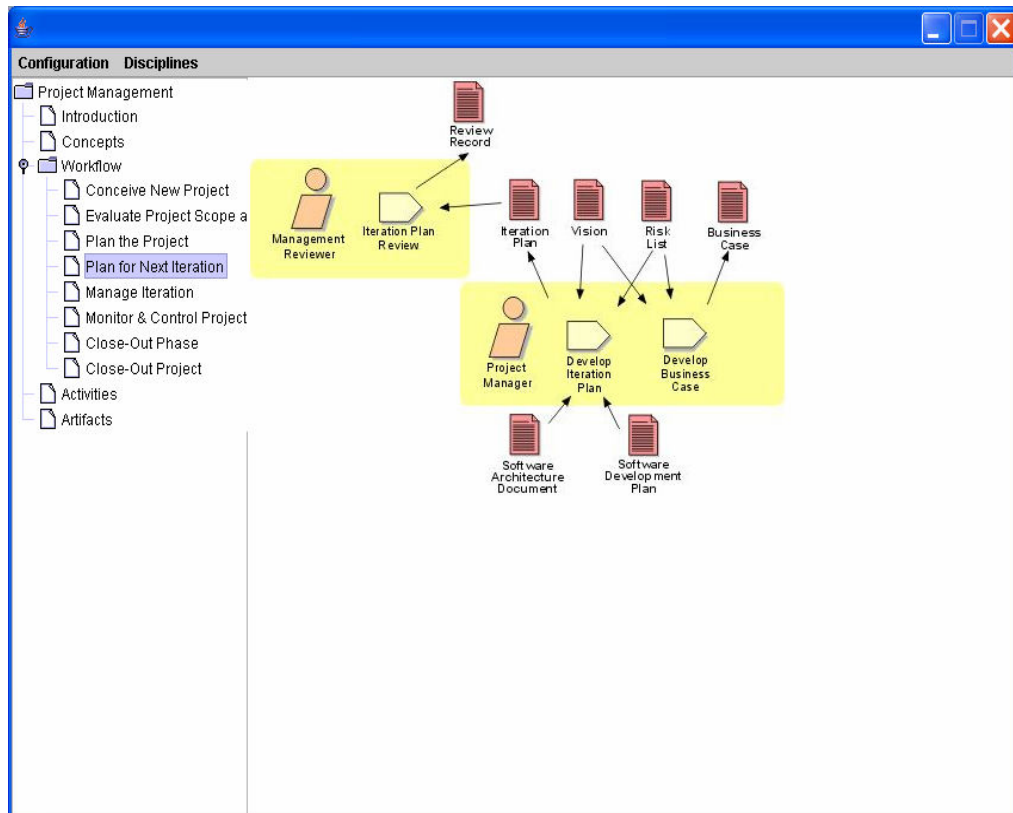 Configuration Disciplines
Project Management
Introduction
Concepts
Workflow
Conceive New Project
Evaluate Project Scope a
Plan the Project
Plan for Next Iteration
Manage Iteration
Monitor & Control Project
Close-Out Phase
Close-Out Project
Activities
Artifacts
Review
Record
Management
Reviewer
Iteration Plan
Review
Iteration
Plan
Vision
Risk
List
Business
Case
Project
Manager
Develop
Iteration
Plan
Develop
Business
Case
Software
Architecture
Document
Software
Development
Plan